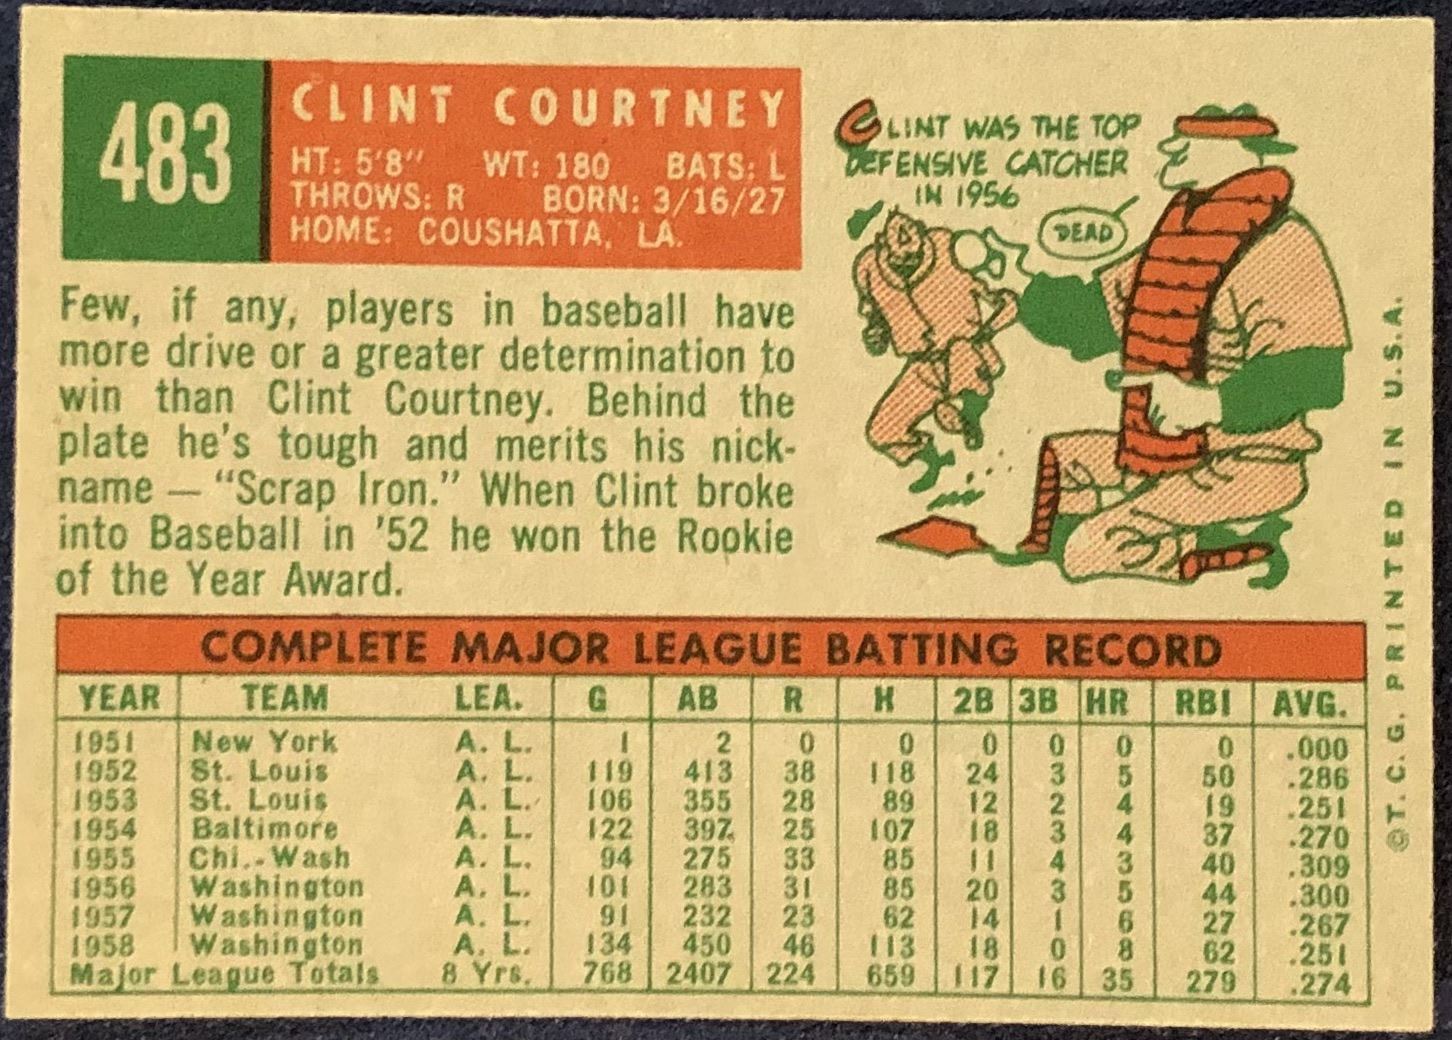 483
CLINT COURTNEY
HT: 5'8" WT: 180 BATS: L
THROWS: R BORN: 3/16/27
HOME: COUSHATTA, LA.
Few, if any, players in baseball have
more drive or a greater determination to
win than Clint Courtney. Behind the
plate he's tough and merits his nick-
name — "Scrap Iron." When Clint broke
into Baseball in '52 he won the Rookie
of the Year Award.
CLINT WAS THE TOP
DEFENSIVE CATCHER
IN 1956
DEAD
COMPLETE MAJOR LEAGUE BATTING RECORD
YEAR TEAM LEA. G AB R H 2B 3B HR RBI AVG.
1951 New York A. L. 1 2 0 0 0 0 0 0 .000
1952 St. Louis A. L. 119 413 38 118 24 3 5 50 .286
1953 St. Louis A. L. 106 355 28 89 12 2 4 19 .251
1954 Baltimore A. L. 122 397 25 107 18 3 4 37 .270
1955 Chi.-Wash A. L. 94 275 33 85 11 4 3 40 .309
1956 Washington A. L. 101 283 31 85 20 3 5 44 .300
1957 Washington A. L. 91 232 23 62 14 1 6 27 .267
1958 Washington A. L. 134 450 46 113 18 0 8 62 .251
Major League Totals 8 Yrs. 768 2407 224 659 117 16 35 279 .274
©T.C.G. PRINTED IN U.S.A.